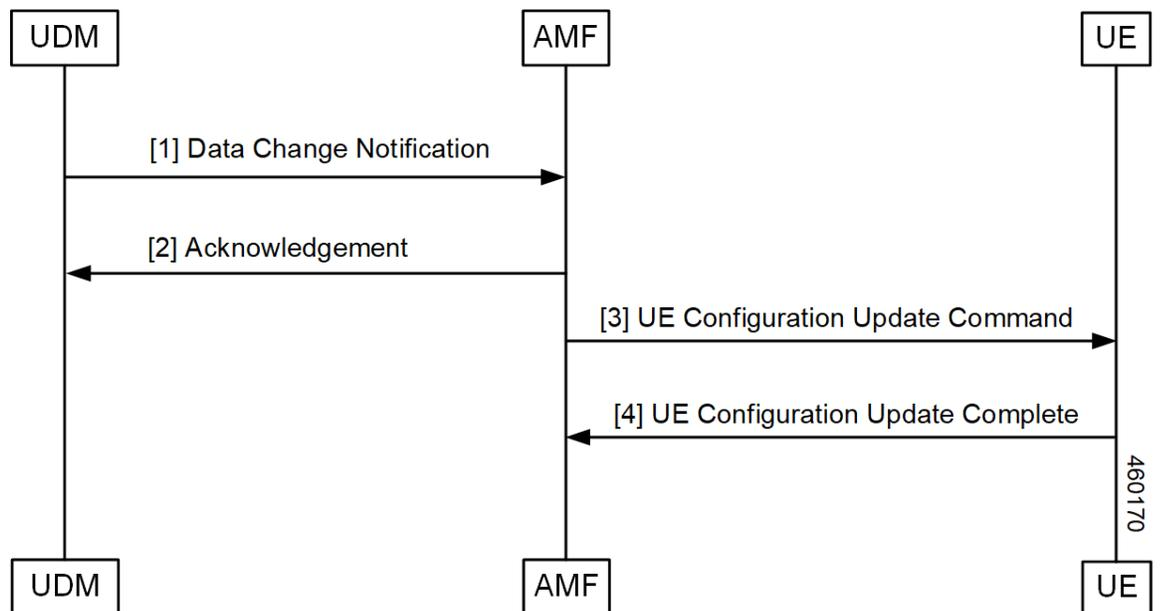 UDM
AMF
UE
[1] Data Change Notification
[2] Acknowledgement
[3] UE Configuration Update Command
[4] UE Configuration Update Complete
460170
UDM
AMF
UE